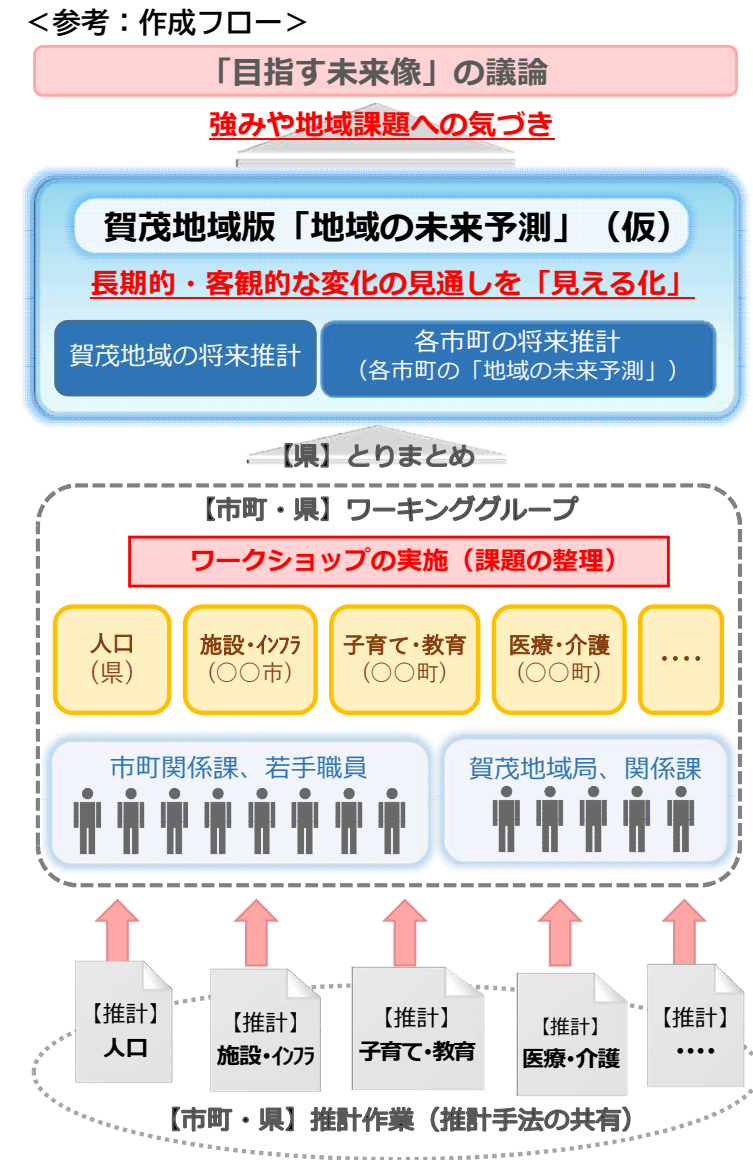 ＜参考：作成フロー＞
「目指す未来像」の議論
強みや地域課題への気づき
賀茂地域版「地域の未来予測」（仮）
長期的・客観的な変化の見通しを「見える化」
賀茂地域の将来推計
各市町の将来推計
（各市町の「地域の未来予測」）
【県】とりまとめ
【市町・県】ワーキンググループ
ワークショップの実施（課題の整理）
人口
（県）
施設・インフラ
（○○市）
子育て・教育
（○○町）
医療・介護
（○○町）
‥‥
市町関係課、若手職員
賀茂地域局、関係課
【推計】
人口
【推計】
施設・インフラ
【推計】
子育て・教育
【推計】
医療・介護
【推計】
‥‥
【市町・県】推計作業（推計手法の共有）